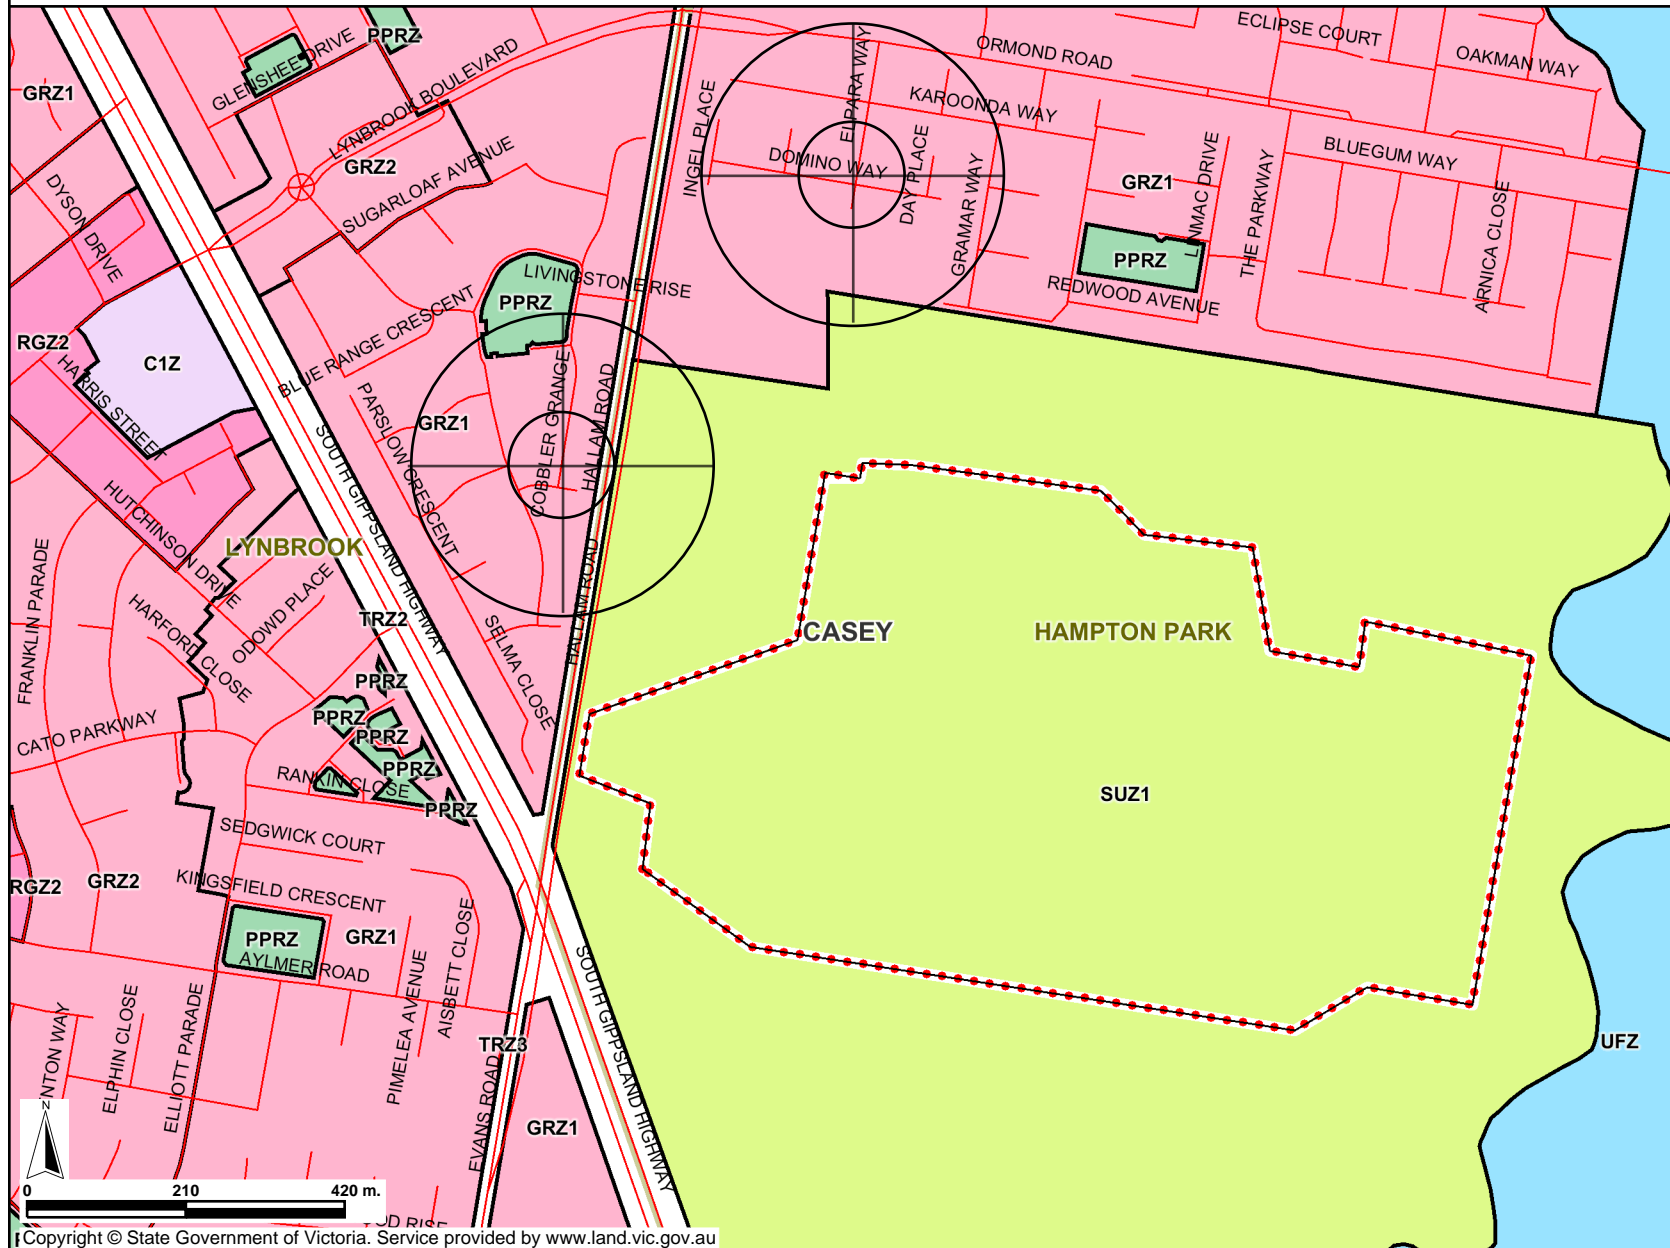 PPRZ
ECLIPSE COURT
GLENSHEE DRIVE
ORMOND ROAD
OAKMAN WAY
GRZ1
LYNBROOK BOULEVARD
ELPARA WAY
KAROONDA WAY
INGEL PLACE
GRZ2
SUGARLOAF AVENUE
DOMINO WAY
DAY PLACE
GRAMAR WAY
GRZ1
THE PARKWAY
BLUEGUM WAY
DYSON DRIVE
ARNICA CLOSE
PPRZ
LIVINGSTONE RISE
PPRZ
REDWOOD AVENUE
RGZ2
C1Z
BLUE RANGE CRESCENT
HARRIS STREET
PARSLOW CRESCENT
GRZ1
COBBLER GRANGE
HALLAM ROAD
SOUTH GIPPSLAND HIGHWAY
HUTCHINSON DRIVE
LYNBROOK
FRANKLIN PARADE
HARFORD CLOSE
ODOWD PLACE
TRZ2
SELMA CLOSE
HALLAM ROAD
CASEY
HAMPTON PARK
PPRZ
PPRZ
PPRZ
CATO PARKWAY
PPRZ
RANKIN CLOSE
PPRZ
SUZ1
SEDGWICK COURT
RGZ2
GRZ2
KINGSFIELD CRESCENT
PPRZ
GRZ1
AYLMER ROAD
AISBETT CLOSE
PIMELEA AVENUE
SOUTH GIPPSLAND HIGHWAY
NTON WAY
ELPHIN CLOSE
ELLIOTT PARADE
TRZ3
UFZ
EVANS ROAD
GRZ1
N
0 210 420 m.
OD RISE
Copyright © State Government of Victoria. Service provided by www.land.vic.gov.au